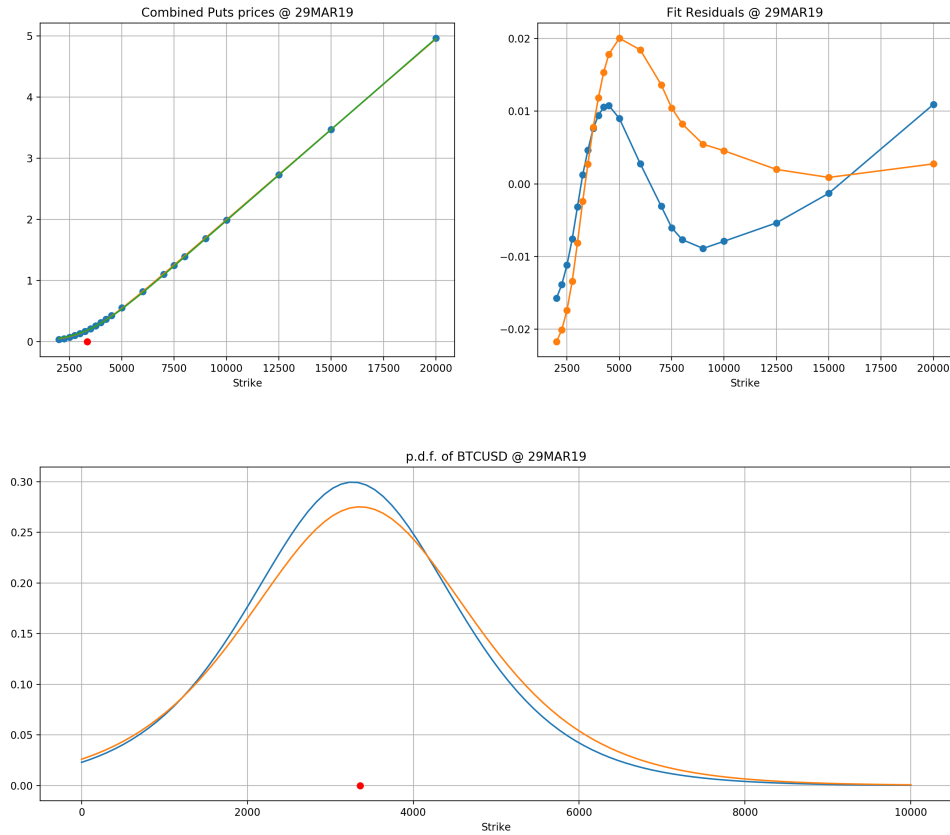 Combined Puts prices @ 29MAR19
5
4
3
2
1
0
2500 5000 7500 10000 12500 15000 17500 20000
Strike
Fit Residuals @ 29MAR19
0.02
0.01
0.00
−0.01
−0.02
2500 5000 7500 10000 12500 15000 17500 20000
Strike
p.d.f. of BTCUSD @ 29MAR19
0.30
0.25
0.20
0.15
0.10
0.05
0.00
0 2000 4000 6000 8000 10000
Strike